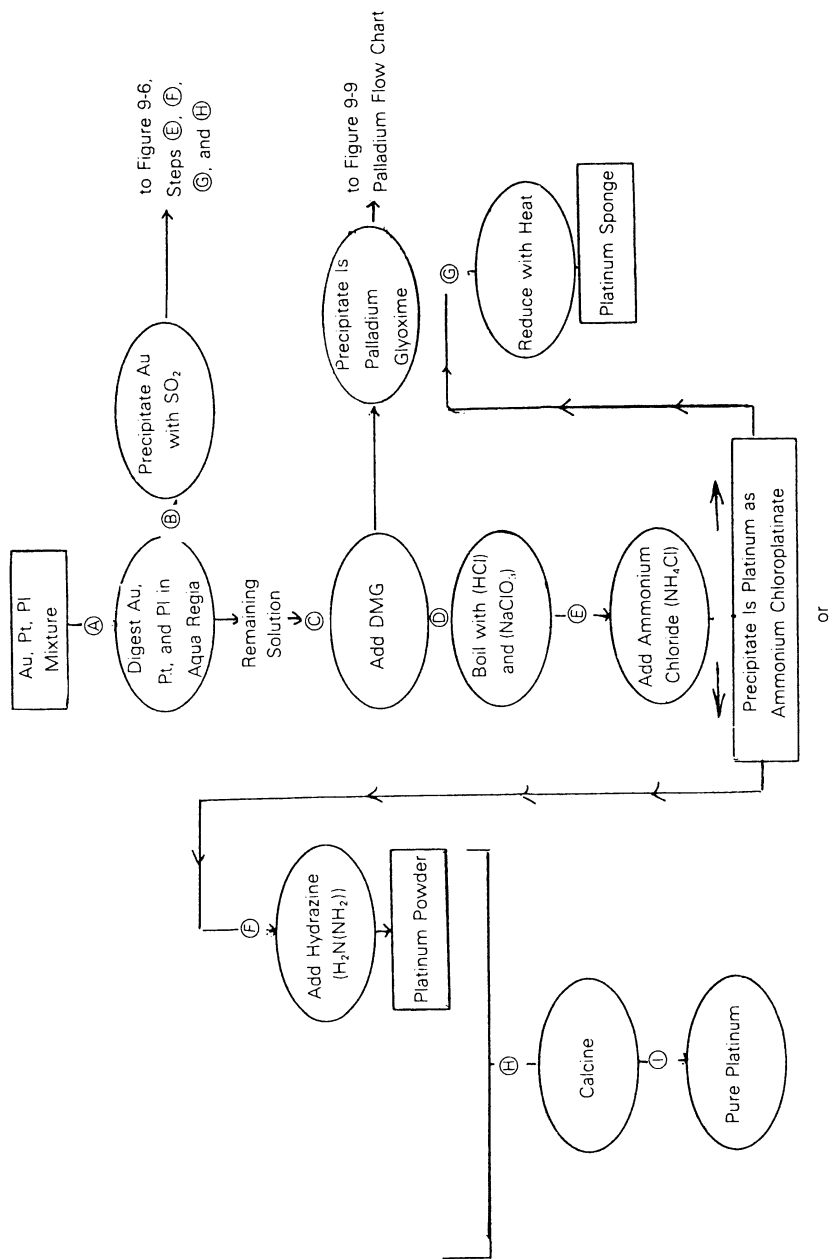 Au, Pt, Pl
Mixture
A
Digest Au,
Pt, and Pl in
Aqua Regia
B
Precipitate Au
with SO₂
to Figure 9-6,
Steps Ⓔ, Ⓕ,
Ⓖ, and Ⓗ
Remaining
Solution
C
Add DMG
Precipitate Is
Palladium
Glyoxime
to Figure 9-9
Palladium Flow Chart
D
Boil with (HCl)
and (NaClO₃)
E
Add Ammonium
Chloride (NH₄Cl)
Precipitate Is Platinum as
Ammonium Chloroplatinate
or
F
Add Hydrazine
(H₂N(NH₂))
Platinum Powder
G
Reduce with Heat
Platinum Sponge
H
Calcine
I
Pure Platinum